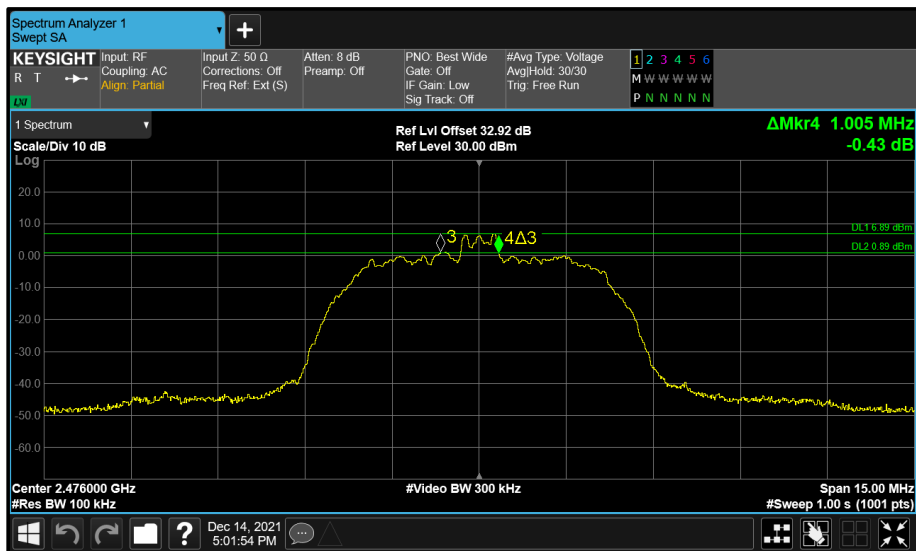 Spectrum Analyzer 1
Swept SA
+
KEYSIGHT
R T
LXI
Input: RF
Coupling: AC
Align: Partial
Input Z: 50 Ω
Corrections: Off
Freq Ref: Ext (S)
Atten: 8 dB
Preamp: Off
PNO: Best Wide
Gate: Off
IF Gain: Low
Sig Track: Off
#Avg Type: Voltage
Avg|Hold: 30/30
Trig: Free Run
1 2 3 4 5 6
M W W W W W
P N N N N N
1 Spectrum
Scale/Div 10 dB
Log
Ref Lvl Offset 32.92 dB
Ref Level 30.00 dBm
ΔMkr4 1.005 MHz
-0.43 dB
20.0
10.0
0.00
-10.0
-20.0
-30.0
-40.0
-50.0
-60.0
3
4Δ3
DL1 6.89 dBm
DL2 0.89 dBm
Center 2.476000 GHz
#Res BW 100 kHz
#Video BW 300 kHz
Span 15.00 MHz
#Sweep 1.00 s (1001 pts)
?
Dec 14, 2021
5:01:54 PM